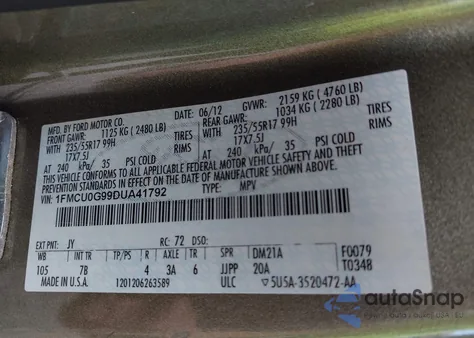 MFD. BY FORD MOTOR CO.
DATE: 06/12 GVWR: 2159 KG ( 4760 LB)
FRONT GAWR: 1125 KG ( 2480 LB) REAR GAWR: 1034 KG ( 2280 LB)
WITH 235/55R17 99H TIRES WITH 235/55R17 99H TIRES
17X7.5J RIMS 17X7.5J RIMS
AT 240 kPa/ 35 PSI COLD AT 240 kPa/ 35 PSI COLD
THIS VEHICLE CONFORMS TO ALL APPLICABLE FEDERAL MOTOR VEHICLE SAFETY AND THEFT PREVENTION STANDARDS IN EFFECT ON THE DATE OF MANUFACTURE SHOWN ABOVE.
VIN: 1FMCU0G99DUA41792
TYPE: MPV
EXT PNT: JY RC: 72 DSO:
WB INT TR TP/PS R AXLE TR SPR DM21A F0079
105 7B 4 3A 6 JJPP 20A T0348
MADE IN U.S.A. 1201206263589 ULC 5U5A-3520472-AA
autoSnap